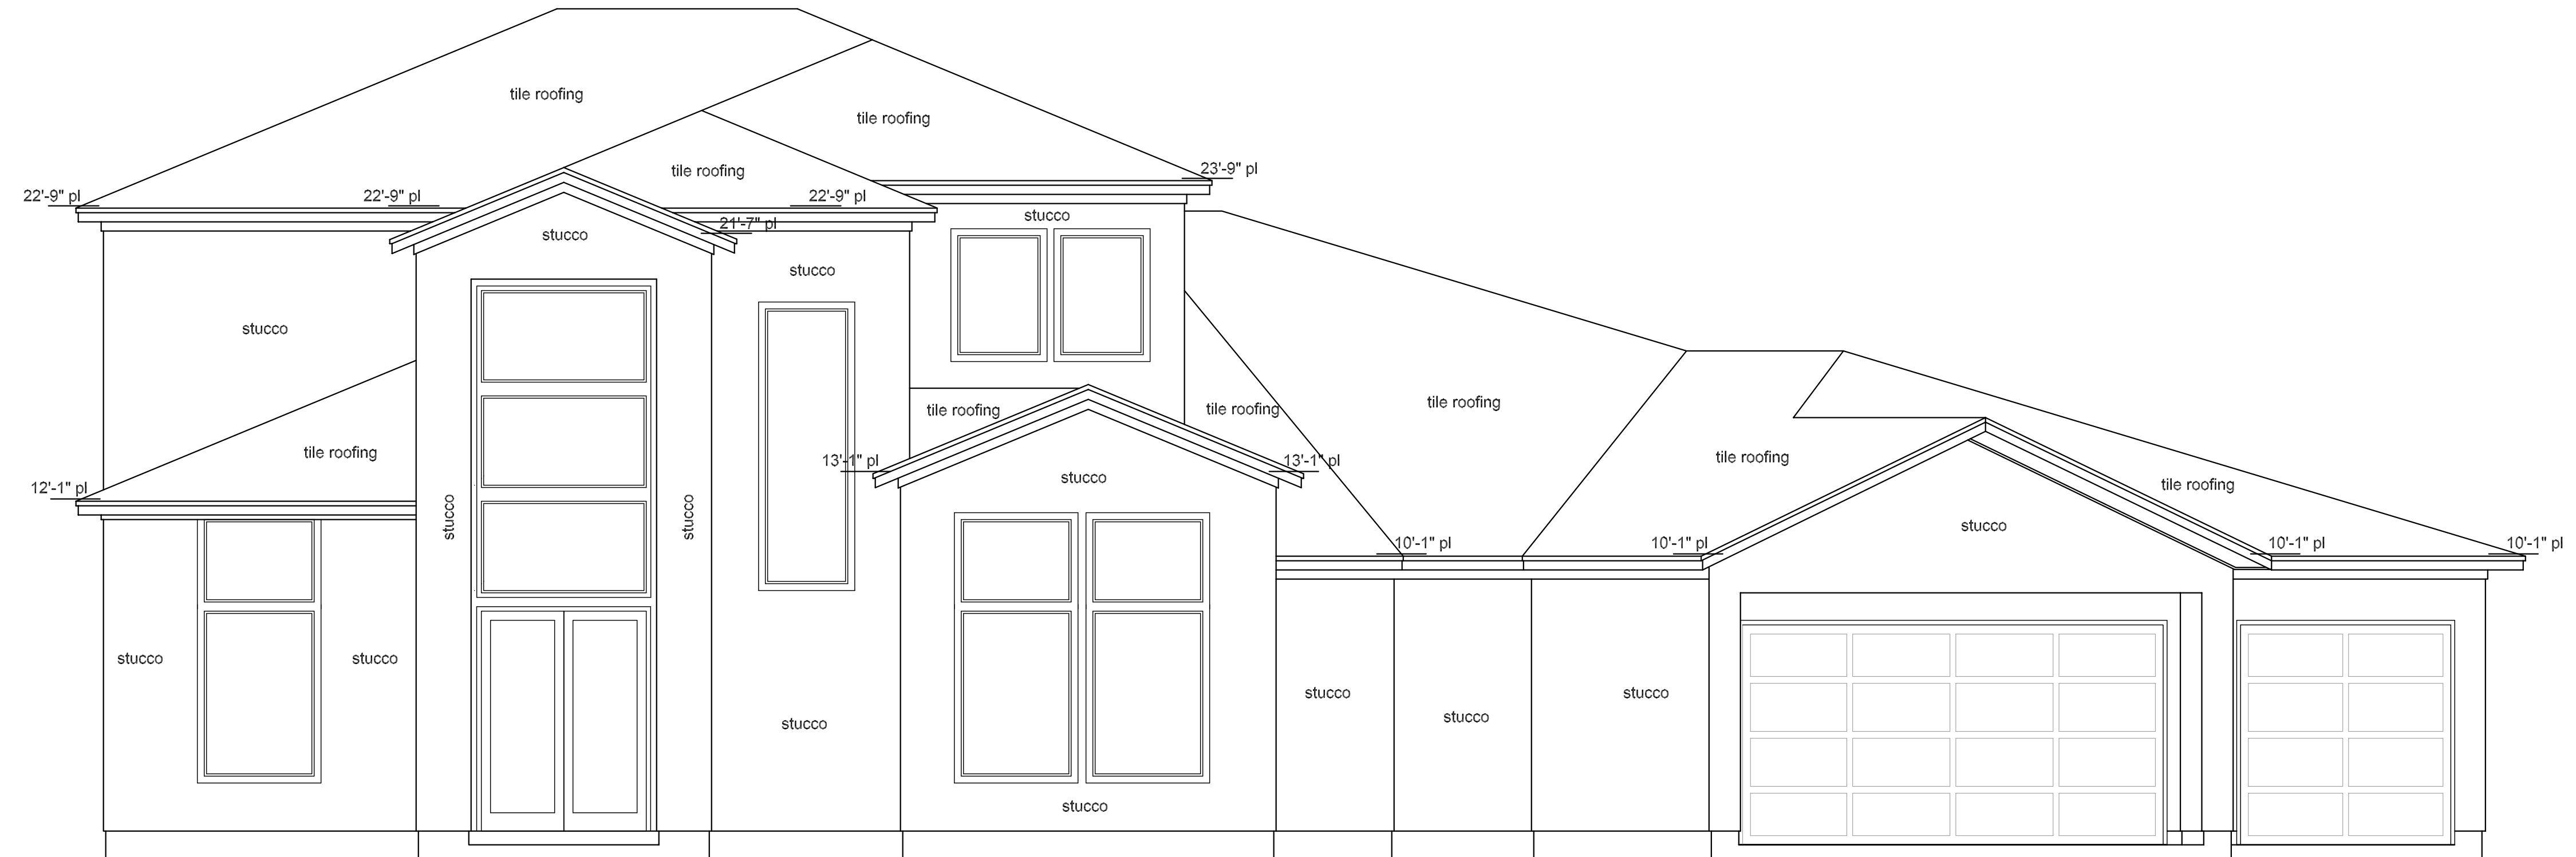 tile roofing
tile roofing
tile roofing
23'-9" pl
22'-9" pl
22'-9" pl
22'-9" pl
stucco
21'-7" pl
stucco
stucco
stucco
tile roofing
tile roofing
tile roofing
stucco
tile roofing
13'-1" pl
13'-1" pl
tile roofing
stucco
12'-1" pl
tile roofing
stucco
stucco
stucco
10'-1" pl
10'-1" pl
10'-1" pl
10'-1" pl
stucco
stucco
stucco
stucco
stucco
stucco
stucco